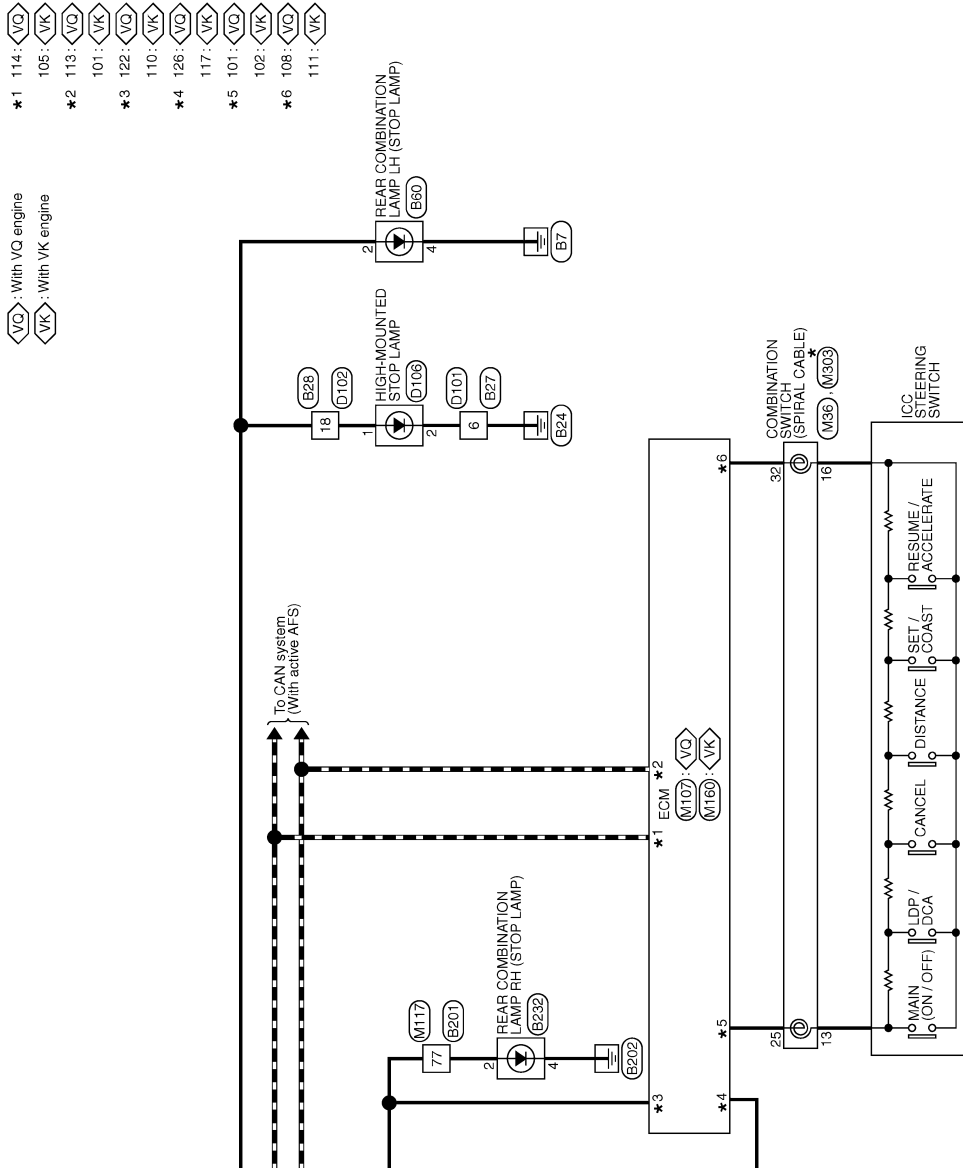 VQ : With VQ engine
VK : With VK engine
*1 114 : VQ
105 : VK
*2 113 : VQ
101 : VK
*3 122 : VQ
110 : VK
*4 126 : VQ
117 : VK
*5 101 : VQ
102 : VK
*6 108 : VQ
111 : VK
REAR COMBINATION
LAMP LH (STOP LAMP)
B60
2
4
B7
B28
D102
18
HIGH-MOUNTED
STOP LAMP
D106
1
2
D101
B27
6
B24
To CAN system
(With active AFS)
M117
B201
77
REAR COMBINATION
LAMP RH (STOP LAMP)
B232
2
4
B202
*3
*1
ECM
M107 : VQ
M160 : VK
*2
*4
*5
*6
COMBINATION
SWITCH
(SPIRAL CABLE)
M36 , M303
*
25
13
32
16
ICC
STEERING
SWITCH
MAIN
(ON / OFF)
LDP /
DCA
CANCEL
DISTANCE
SET /
COAST
RESUME /
ACCELERATE